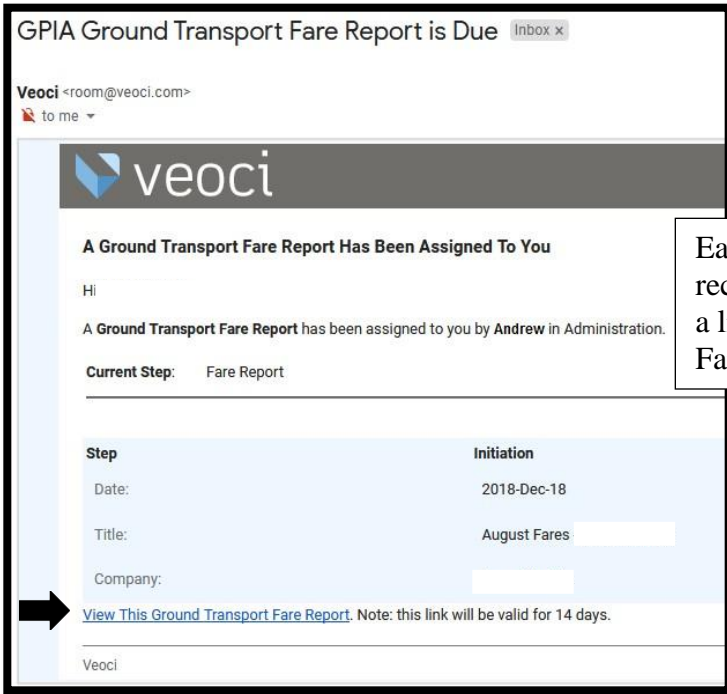 GPIA Ground Transport Fare Report is Due Inbox x
Veoci <room@veoci.com>
to me
veoci
A Ground Transport Fare Report Has Been Assigned To You
Hi
A Ground Transport Fare Report has been assigned to you by Andrew in Administration.
Current Step: Fare Report
Step Initiation
Date: 2018-Dec-18
Title: August Fares
Company:
View This Ground Transport Fare Report. Note: this link will be valid for 14 days.
Veoci
a